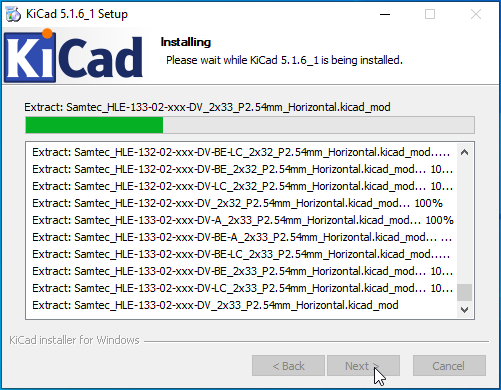 KiCad 5.1.6_1 Setup
KiCad
Installing
Please wait while KiCad 5.1.6_1 is being installed.
Extract: Samtec_HLE-133-02-xxx-DV_2x33_P2.54mm_Horizontal.kicad_mod
Extract: Samtec_HLE-132-02-xxx-DV-BE-LC_2x32_P2.54mm_Horizontal.kicad_mod.....
Extract: Samtec_HLE-132-02-xxx-DV-BE_2x32_P2.54mm_Horizontal.kicad_mod... 10...
Extract: Samtec_HLE-132-02-xxx-DV-LC_2x32_P2.54mm_Horizontal.kicad_mod... 10...
Extract: Samtec_HLE-132-02-xxx-DV_2x32_P2.54mm_Horizontal.kicad_mod... 100%
Extract: Samtec_HLE-133-02-xxx-DV-A_2x33_P2.54mm_Horizontal.kicad_mod... 100%
Extract: Samtec_HLE-133-02-xxx-DV-BE-A_2x33_P2.54mm_Horizontal.kicad_mod... ...
Extract: Samtec_HLE-133-02-xxx-DV-BE-LC_2x33_P2.54mm_Horizontal.kicad_mod.....
Extract: Samtec_HLE-133-02-xxx-DV-BE_2x33_P2.54mm_Horizontal.kicad_mod... 10...
Extract: Samtec_HLE-133-02-xxx-DV-LC_2x33_P2.54mm_Horizontal.kicad_mod... 10...
Extract: Samtec_HLE-133-02-xxx-DV_2x33_P2.54mm_Horizontal.kicad_mod
KiCad installer for Windows
< Back
Next >
Cancel